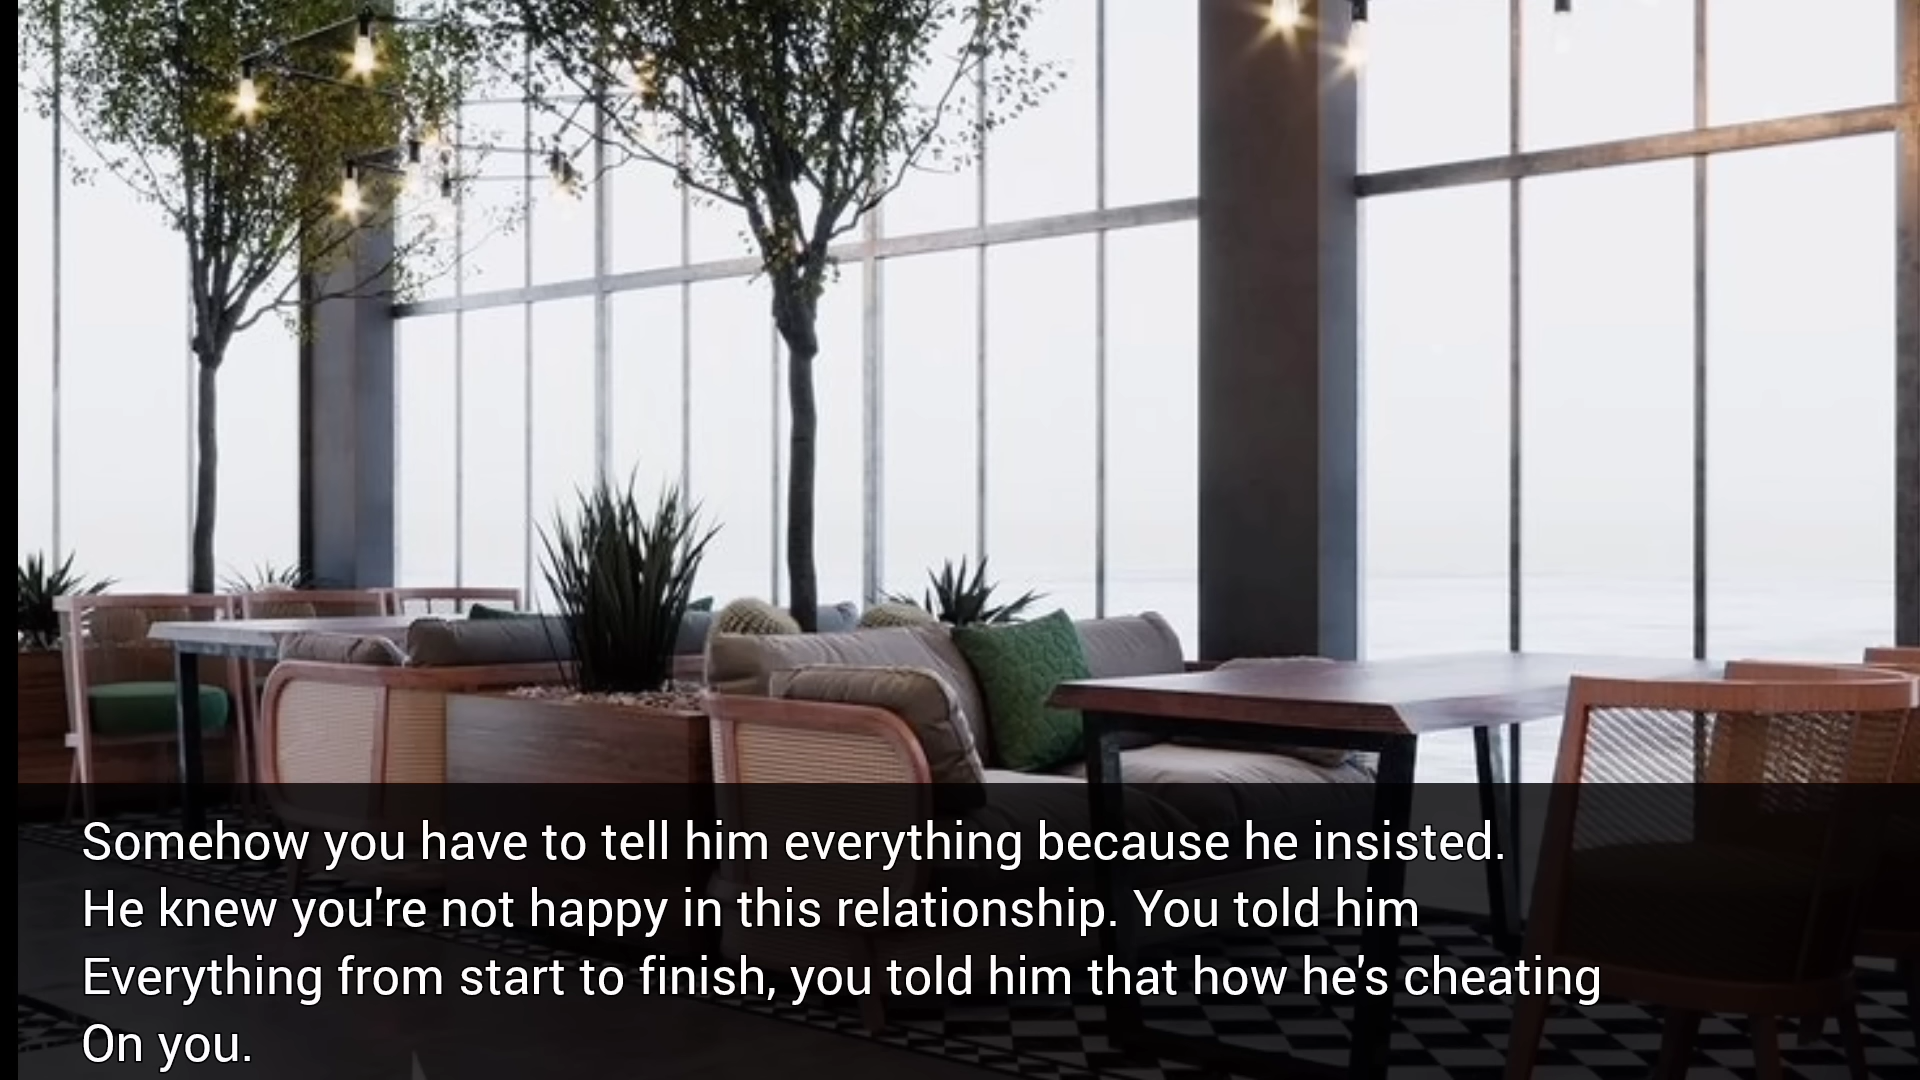 Somehow you have to tell him everything because he insisted.
He knew you're not happy in this relationship. You told him
Everything from start to finish, you told him that how he's cheating
On you.